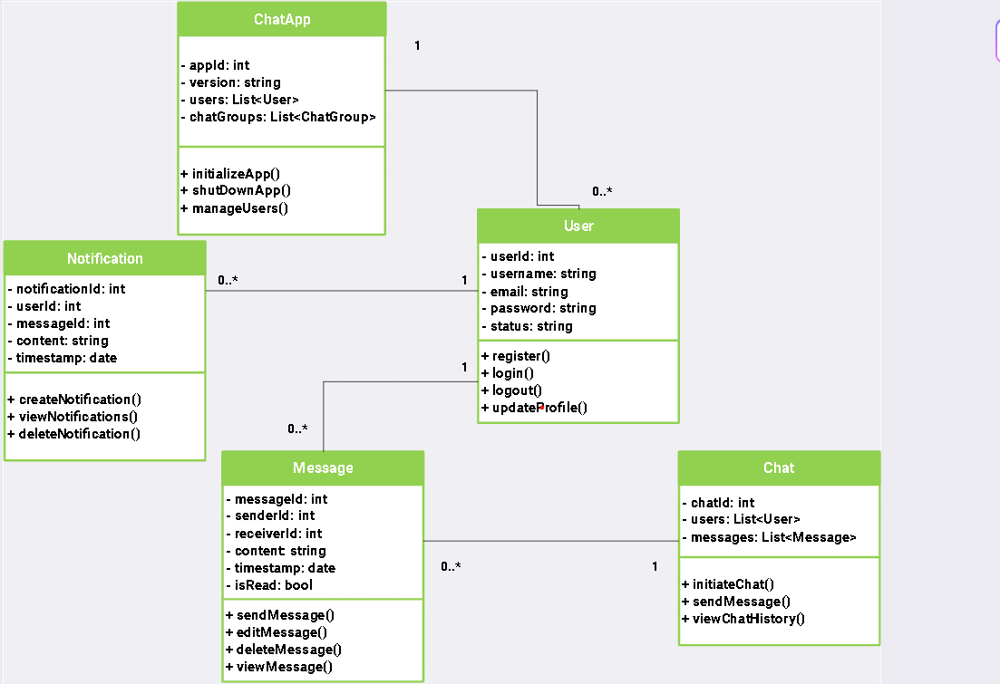 ChatApp
- appId: int
- version: string
- users: List<User>
- chatGroups: List<ChatGroup>
+ initializeApp()
+ shutDownApp()
+ manageUsers()
1
0..*
User
- userId: int
- username: string
- email: string
- password: string
- status: string
+ register()
+ login()
+ logout()
+ updateProfile()
Notification
- notificationId: int
- userId: int
- messageId: int
- content: string
- timestamp: date
+ createNotification()
+ viewNotifications()
+ deleteNotification()
0..*
1
1
0..*
Message
- messageId: int
- senderId: int
- receiverId: int
- content: string
- timestamp: date
- isRead: bool
+ sendMessage()
+ editMessage()
+ deleteMessage()
+ viewMessage()
0..*
1
Chat
- chatId: int
- users: List<User>
- messages: List<Message>
+ initiateChat()
+ sendMessage()
+ viewChatHistory()